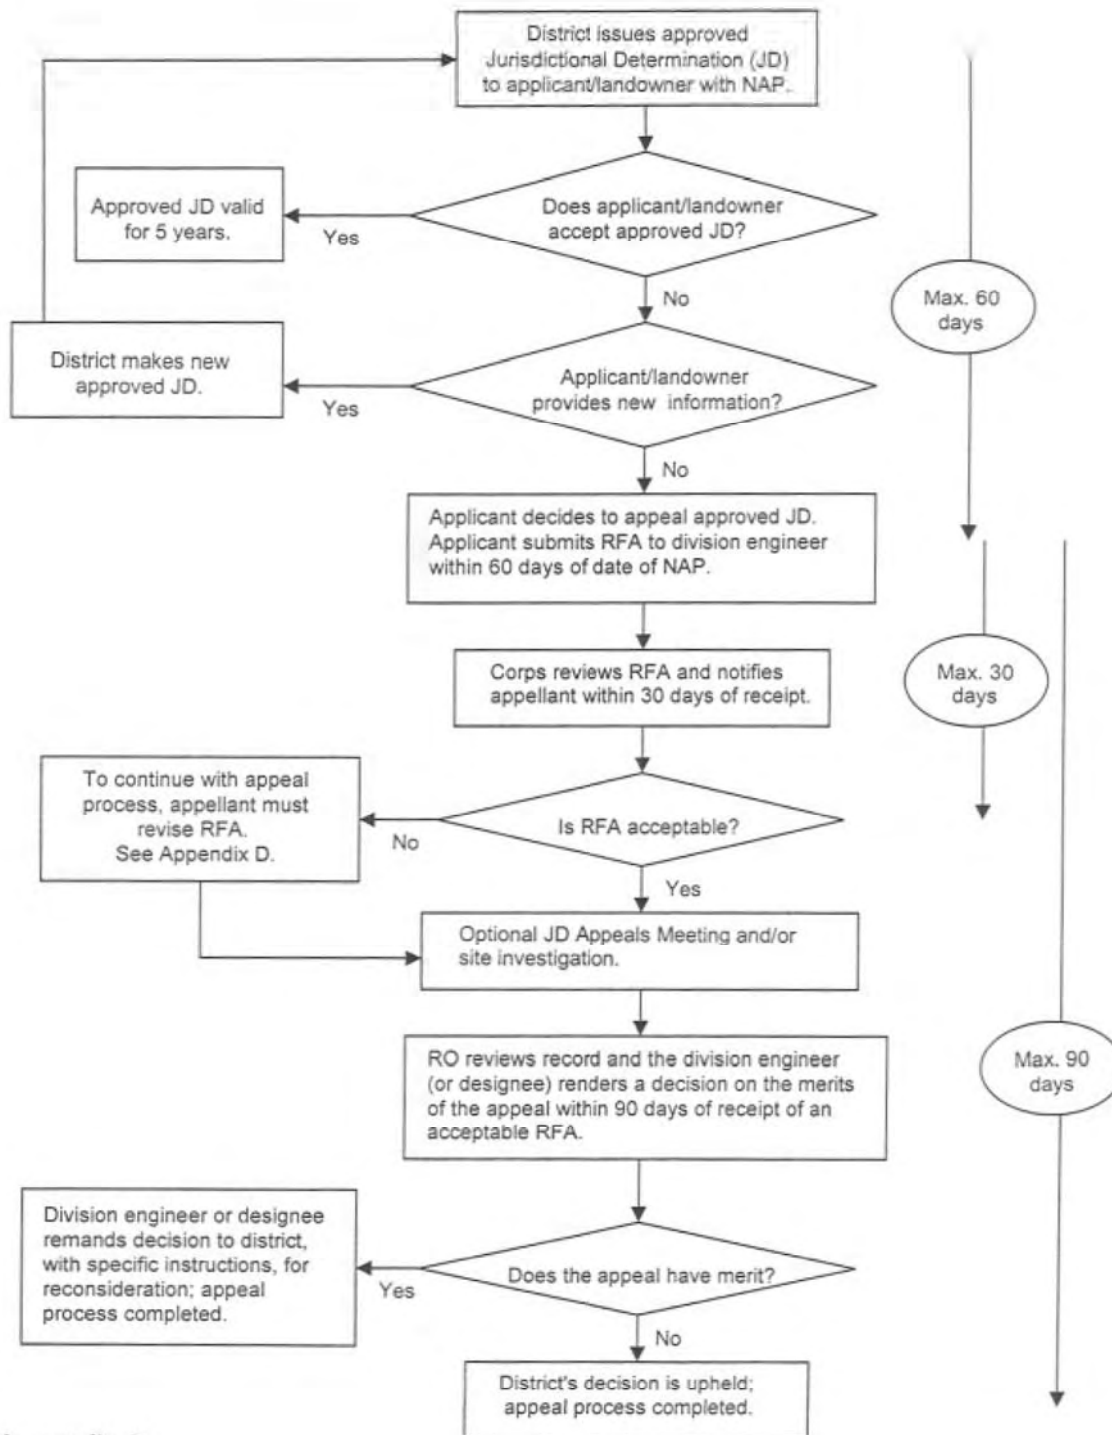 District issues approved
Jurisdictional Determination (JD)
to applicant/landowner with NAP.
Does applicant/landowner
accept approved JD?
Yes
Approved JD valid
for 5 years.
No
Max. 60
days
Applicant/landowner
provides new information?
Yes
District makes new
approved JD.
No
Applicant decides to appeal approved JD.
Applicant submits RFA to division engineer
within 60 days of date of NAP.
Corps reviews RFA and notifies
appellant within 30 days of receipt.
Max. 30
days
Is RFA acceptable?
No
To continue with appeal
process, appellant must
revise RFA.
See Appendix D.
Yes
Optional JD Appeals Meeting and/or
site investigation.
RO reviews record and the division engineer
(or designee) renders a decision on the merits
of the appeal within 90 days of receipt of an
acceptable RFA.
Max. 90
days
Does the appeal have merit?
Yes
Division engineer or designee
remands decision to district,
with specific instructions, for
reconsideration; appeal
process completed.
No
District's decision is upheld;
appeal process completed.